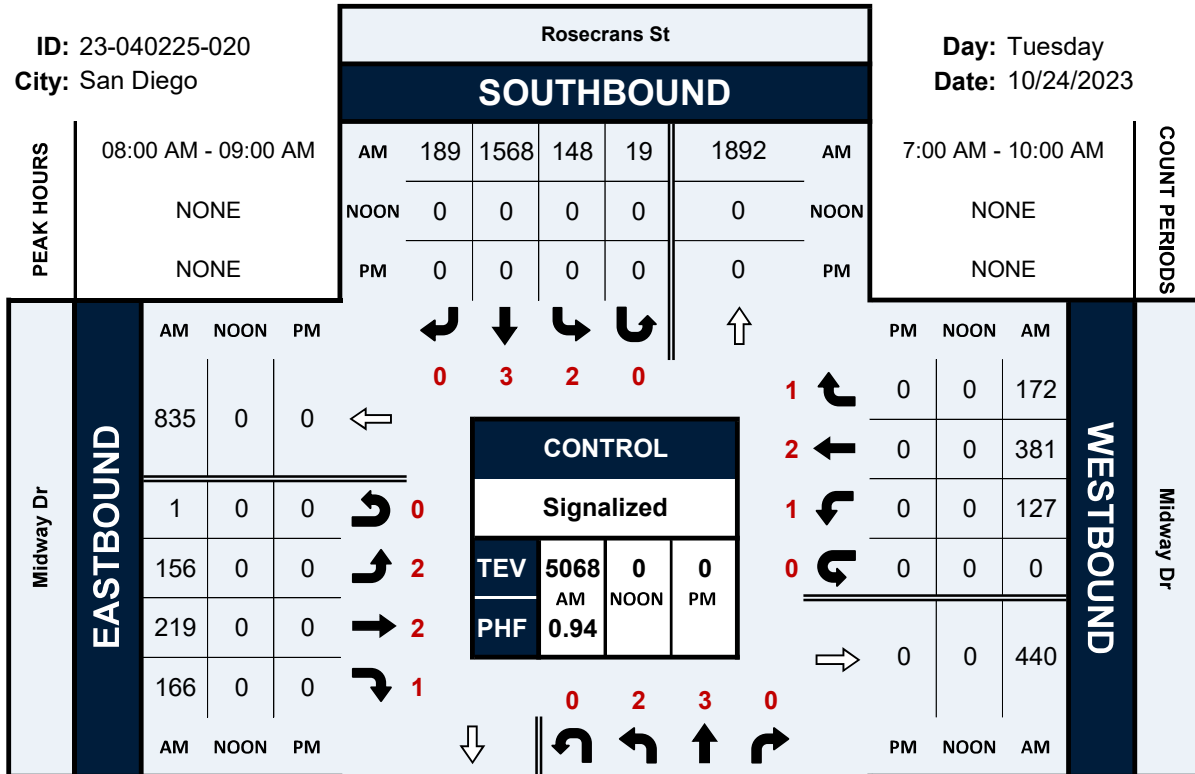 Rosecrans St
ID: 23-040225-020
Day: Tuesday
City: San Diego
SOUTHBOUND
Date: 10/24/2023
PEAK HOURS
08:00 AM - 09:00 AM
NONE
NONE
AM 189 1568 148 19 1892 AM
NOON 0 0 0 0 0 NOON
PM 0 0 0 0 0 PM
7:00 AM - 10:00 AM
NONE
NONE
COUNT PERIODS
0 3 2 0
Midway Dr
EASTBOUND
AM NOON PM
835 0 0
1 0 0 0
156 0 0 2
219 0 0 2
166 0 0 1
AM NOON PM
CONTROL
Signalized
TEV 5068 0 0
AM NOON PM
PHF 0.94
PM NOON AM
1 0 0 172
2 0 0 381
1 0 0 127
0 0 0 0
0 0 440
PM NOON AM
WESTBOUND
Midway Dr
0 2 3 0